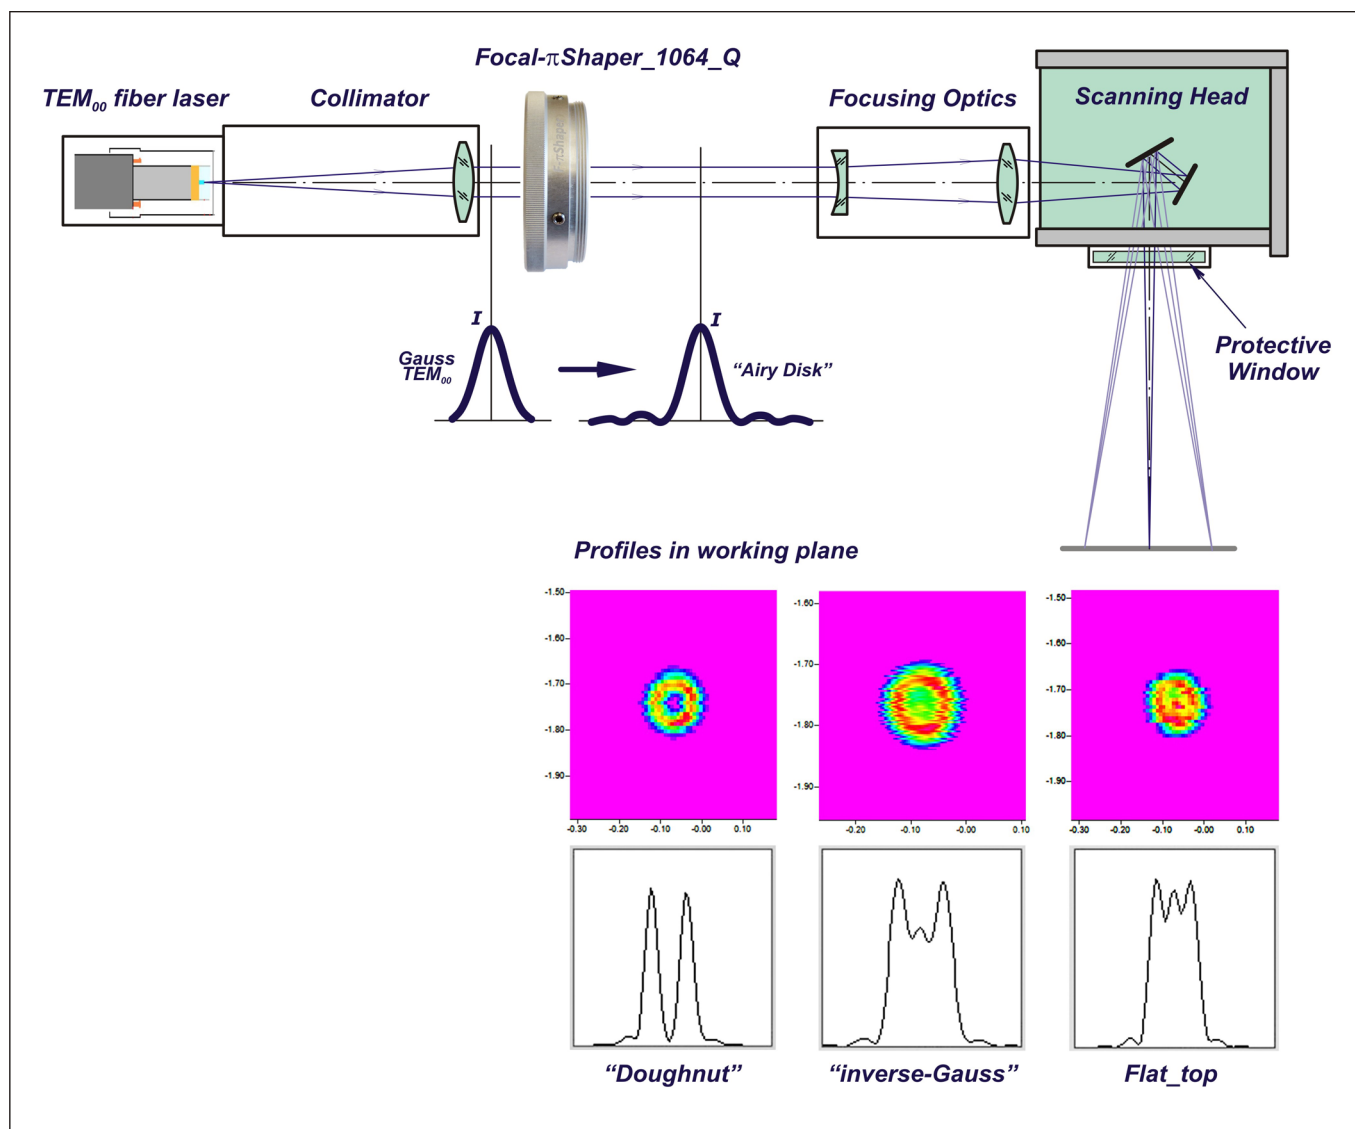 Focal-πShaper_1064_Q
TEM₀₀ fiber laser
Collimator
Focusing Optics
Scanning Head
πShaper
I
I
Gauss
TEM₀₀
“Airy Disk”
Protective
Window
Profiles in working plane
-1.50
-1.60
-1.70
-1.80
-1.90
-0.30 -0.20 -0.10 -0.00 0.10
-1.60
-1.70
-1.80
-1.90
-0.20 -0.10 -0.00 0.10
-1.50
-1.60
-1.70
-1.80
-1.90
-0.30 -0.20 -0.10 -0.00 0.10
“Doughnut”
“inverse-Gauss”
Flat_top